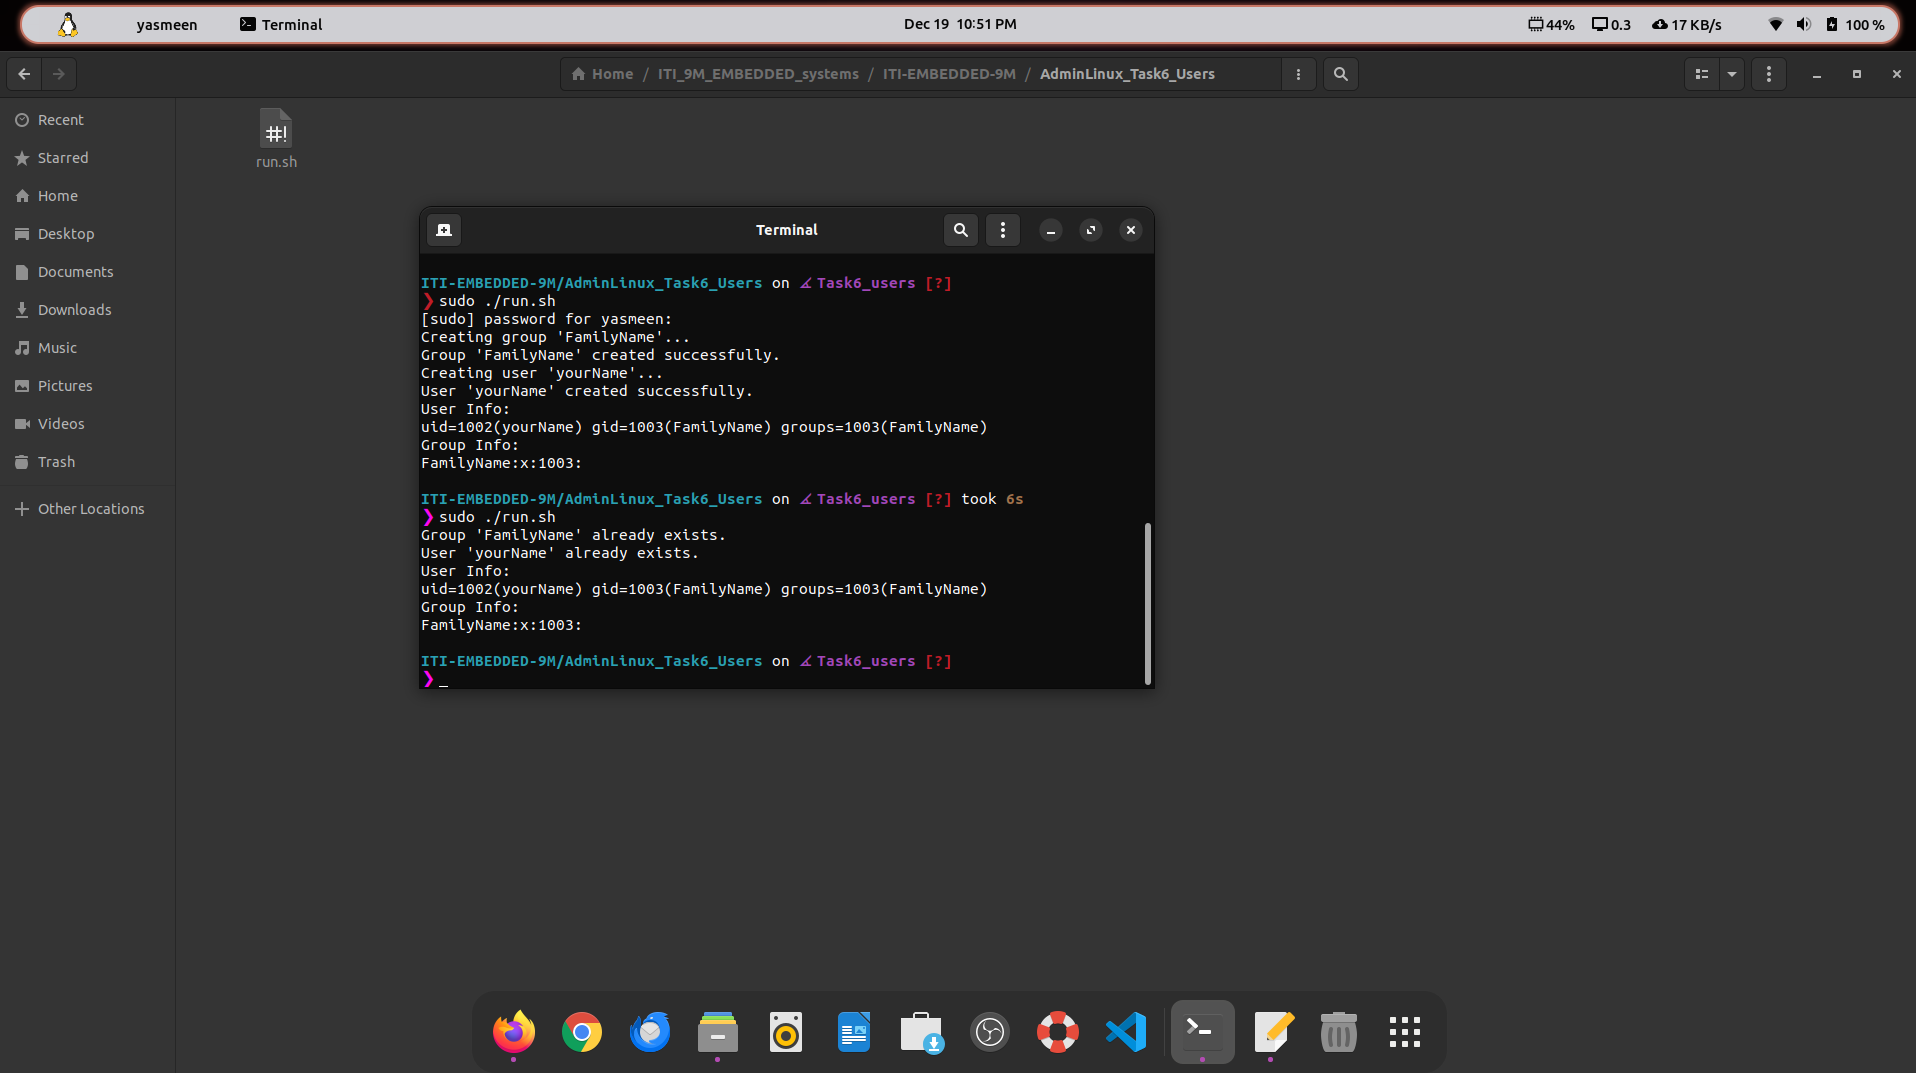 yasmeen Terminal Dec 19 10:51 PM 44% 0.3 17 KB/s 100 %
Home / ITI_9M_EMBEDDED_systems / ITI-EMBEDDED-9M / AdminLinux_Task6_Users
Recent
Starred
Home
Desktop
Documents
Downloads
Music
Pictures
Videos
Trash
Other Locations
#!
run.sh
Terminal
ITI-EMBEDDED-9M/AdminLinux_Task6_Users on Task6_users [?]
❯ sudo ./run.sh
[sudo] password for yasmeen:
Creating group 'FamilyName'...
Group 'FamilyName' created successfully.
Creating user 'yourName'...
User 'yourName' created successfully.
User Info:
uid=1002(yourName) gid=1003(FamilyName) groups=1003(FamilyName)
Group Info:
FamilyName:x:1003:
ITI-EMBEDDED-9M/AdminLinux_Task6_Users on Task6_users [?] took 6s
❯ sudo ./run.sh
Group 'FamilyName' already exists.
User 'yourName' already exists.
User Info:
uid=1002(yourName) gid=1003(FamilyName) groups=1003(FamilyName)
Group Info:
FamilyName:x:1003:
ITI-EMBEDDED-9M/AdminLinux_Task6_Users on Task6_users [?]
❯ _